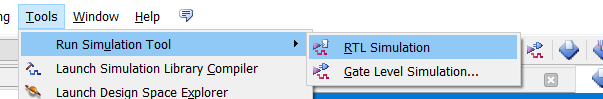 Tools Window Help
Run Simulation Tool
RTL Simulation
Launch Simulation Library Compiler
Gate Level Simulation...
Launch Design Space Explorer